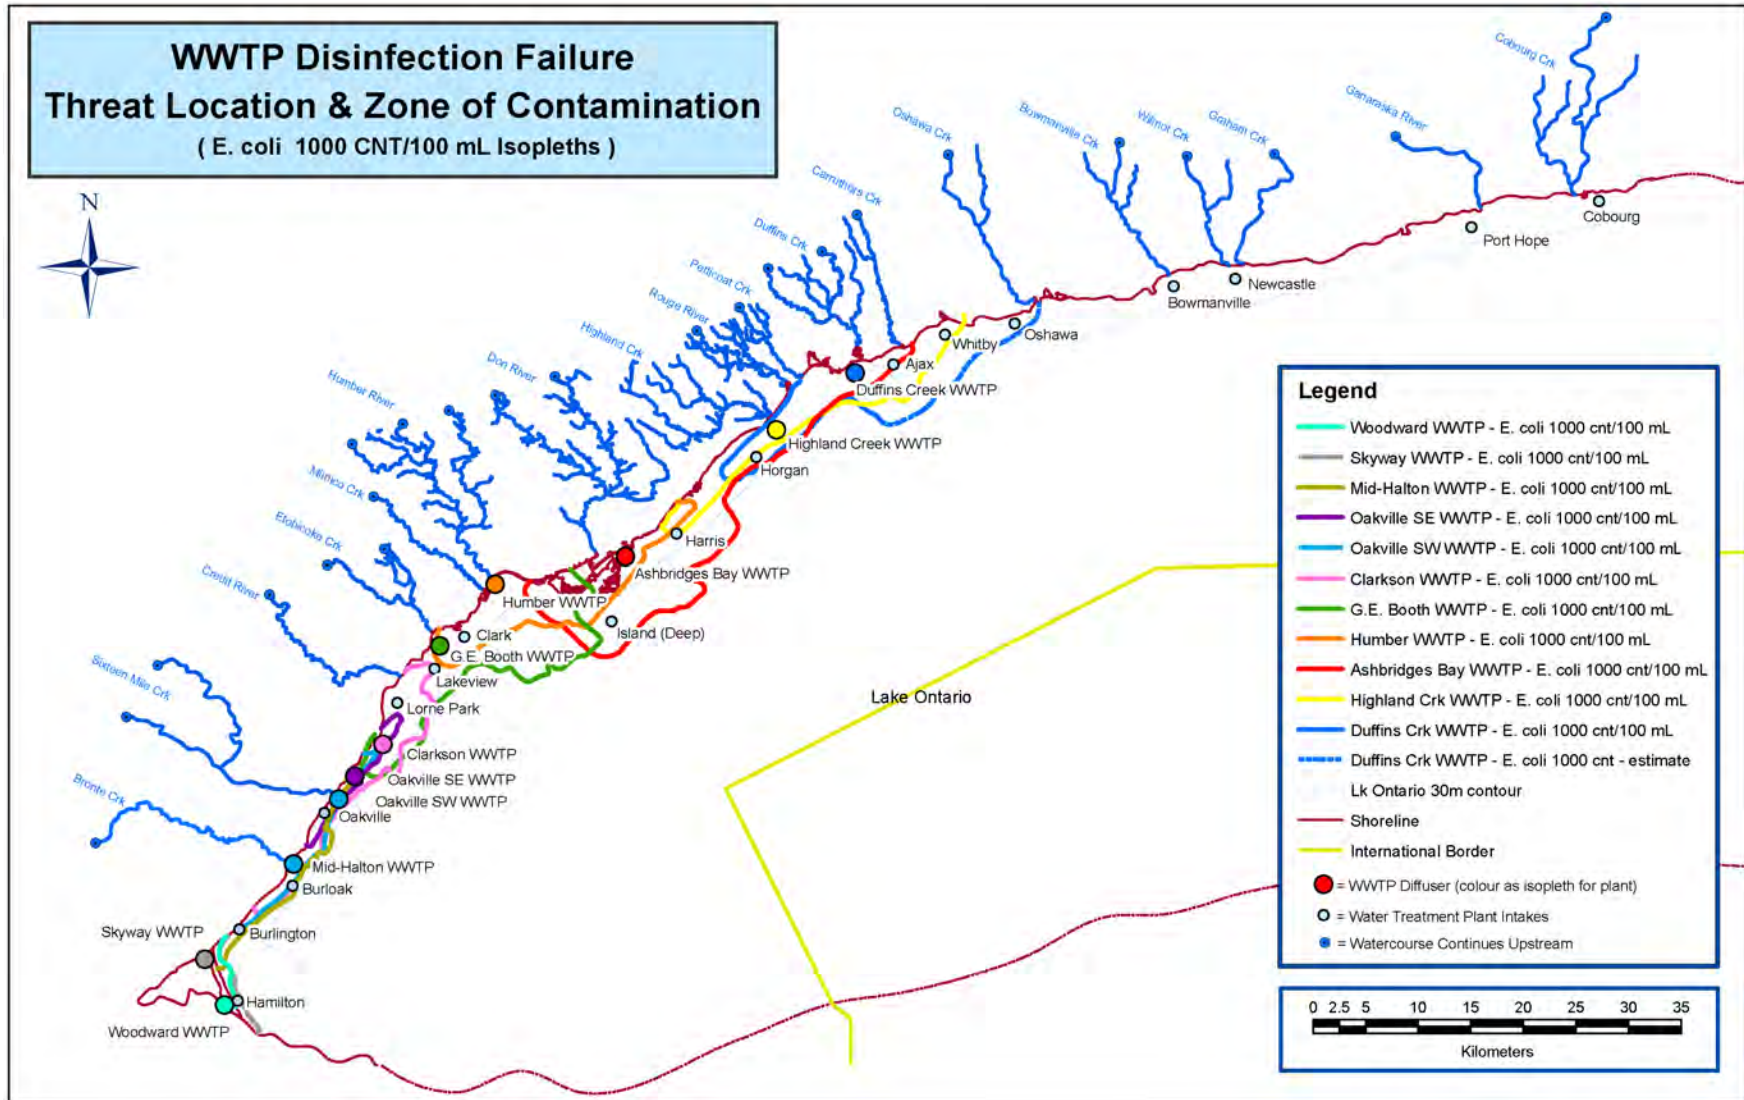 WWTP Disinfection Failure
Threat Location & Zone of Contamination
( E. coli 1000 CNT/100 mL Isopleths )
N
Cobourg Crk
Ganaraska River
Graham Crk
Wilmot Crk
Bowmanville Crk
Oshawa Crk
Carruthers Crk
Duffins Crk
Petticoat Crk
Rouge River
Highland Crk
Don River
Humber River
Mimico Crk
Etobicoke Crk
Credit River
Sixteen Mile Crk
Bronte Crk
Cobourg
Port Hope
Newcastle
Bowmanville
Oshawa
Whitby
Ajax
Duffins Creek WWTP
Highland Creek WWTP
Horgan
Harris
Ashbridges Bay WWTP
Humber WWTP
Island (Deep)
Clark
G.E. Booth WWTP
Lakeview
Lorne Park
Clarkson WWTP
Oakville SE WWTP
Oakville SW WWTP
Oakville
Mid-Halton WWTP
Burloak
Burlington
Skyway WWTP
Hamilton
Woodward WWTP
Lake Ontario
Legend
Woodward WWTP - E. coli 1000 cnt/100 mL
Skyway WWTP - E. coli 1000 cnt/100 mL
Mid-Halton WWTP - E. coli 1000 cnt/100 mL
Oakville SE WWTP - E. coli 1000 cnt/100 mL
Oakville SW WWTP - E. coli 1000 cnt/100 mL
Clarkson WWTP - E. coli 1000 cnt/100 mL
G.E. Booth WWTP - E. coli 1000 cnt/100 mL
Humber WWTP - E. coli 1000 cnt/100 mL
Ashbridges Bay WWTP - E. coli 1000 cnt/100 mL
Highland Crk WWTP - E. coli 1000 cnt/100 mL
Duffins Crk WWTP - E. coli 1000 cnt/100 mL
Duffins Crk WWTP - E. coli 1000 cnt - estimate
Lk Ontario 30m contour
Shoreline
International Border
= WWTP Diffuser (colour as isopleth for plant)
= Water Treatment Plant Intakes
= Watercourse Continues Upstream
0 2.5 5 10 15 20 25 30 35
Kilometers